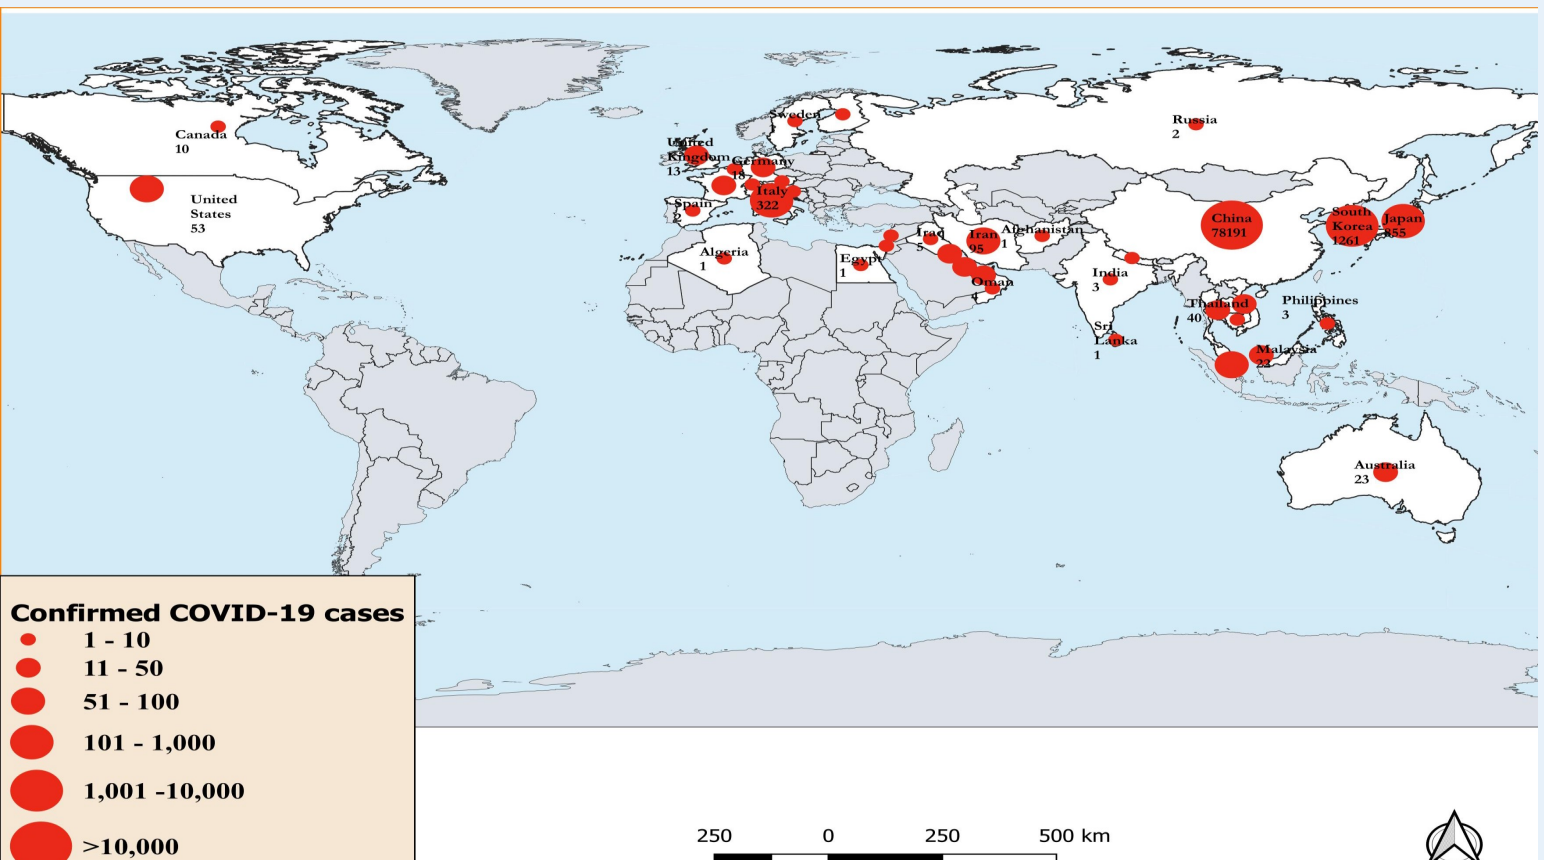 Canada
10
United
States
53
Sweden
Russia
2
United
Kingdom
13
Germany
18
Italy
322
Spain
2
Algeria
1
Egypt
1
Iraq
5
Iran
95
Afghanistan
1
Oman
4
India
3
Sri
Lanka
1
China
78191
South
Korea
1261
Japan
855
Thailand
40
Philippines
3
Malaysia
22
Australia
23
Confirmed COVID-19 cases
1 - 10
11 - 50
51 - 100
101 - 1,000
1,001 -10,000
>10,000
250 0 250 500 km